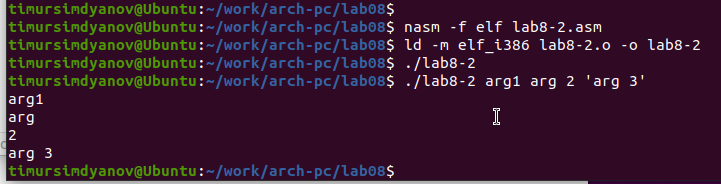 timursimdyanov@Ubuntu:~/work/arch-pc/lab08$
timursimdyanov@Ubuntu:~/work/arch-pc/lab08$ nasm -f elf lab8-2.asm
timursimdyanov@Ubuntu:~/work/arch-pc/lab08$ ld -m elf_i386 lab8-2.o -o lab8-2
timursimdyanov@Ubuntu:~/work/arch-pc/lab08$ ./lab8-2
timursimdyanov@Ubuntu:~/work/arch-pc/lab08$ ./lab8-2 arg1 arg 2 'arg 3'
arg1
arg
2
arg 3
timursimdyanov@Ubuntu:~/work/arch-pc/lab08$